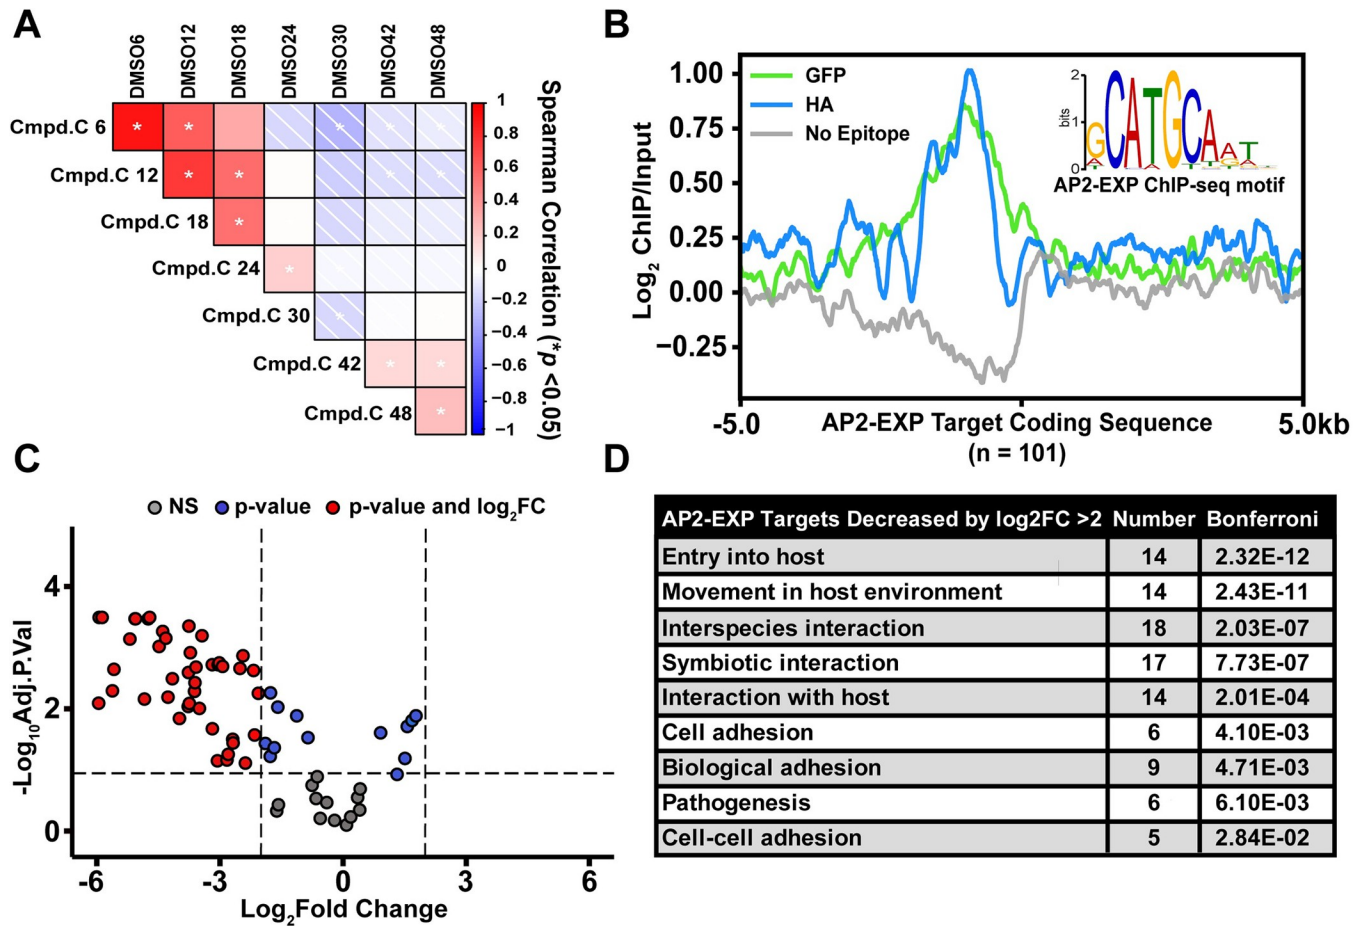 A
DMSO6
DMSO12
DMSO18
DMSO24
DMSO30
DMSO42
DMSO48
Cmpd.C 6
Cmpd.C 12
Cmpd.C 18
Cmpd.C 24
Cmpd.C 30
Cmpd.C 42
Cmpd.C 48
* *
* * *
* * * *
*
*
*
* *
*
1
0.8
0.6
0.4
0.2
0
−0.2
−0.4
−0.6
−0.8
−1
Spearman Correlation (*p <0.05)
B
GFP
HA
No Epitope
1.00
0.75
0.50
0.25
0.00
−0.25
Log2 ChIP/Input
2
1
0
bits
GCATGCAAT
AP2-EXP ChIP-seq motif
-5.0
AP2-EXP Target Coding Sequence
5.0kb
(n = 101)
C
NS
p-value
p-value and log2FC
4
2
0
-Log10Adj.P.Val
-6
-3
0
3
6
Log2Fold Change
D
AP2-EXP Targets Decreased by log2FC >2 Number Bonferroni
Entry into host 14 2.32E-12
Movement in host environment 14 2.43E-11
Interspecies interaction 18 2.03E-07
Symbiotic interaction 17 7.73E-07
Interaction with host 14 2.01E-04
Cell adhesion 6 4.10E-03
Biological adhesion 9 4.71E-03
Pathogenesis 6 6.10E-03
Cell-cell adhesion 5 2.84E-02